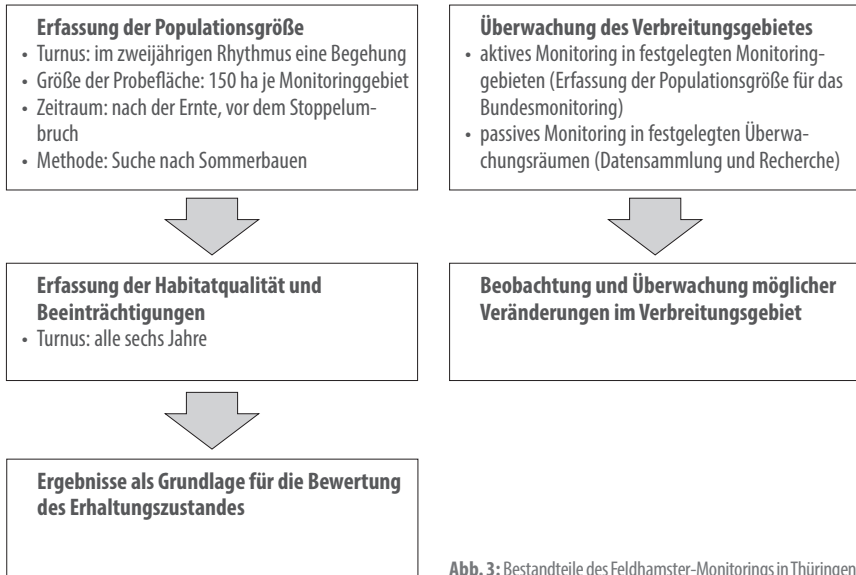 Erfassung der Populationsgröße
• Turnus: im zweijährigen Rhythmus eine Begehung
• Größe der Probefläche: 150 ha je Monitoringgebiet
• Zeitraum: nach der Ernte, vor dem Stoppelum-
bruch
• Methode: Suche nach Sommerbauen
Erfassung der Habitatqualität und
Beeinträchtigungen
• Turnus: alle sechs Jahre
Ergebnisse als Grundlage für die Bewertung
des Erhaltungszustandes
Überwachung des Verbreitungsgebietes
• aktives Monitoring in festgelegten Monitoring-
gebieten (Erfassung der Populationsgröße für das
Bundesmonitoring)
• passives Monitoring in festgelegten Überwa-
chungsräumen (Datensammlung und Recherche)
Beobachtung und Überwachung möglicher
Veränderungen im Verbreitungsgebiet
Abb. 3: Bestandteile des Feldhamster-Monitorings in Thüringen